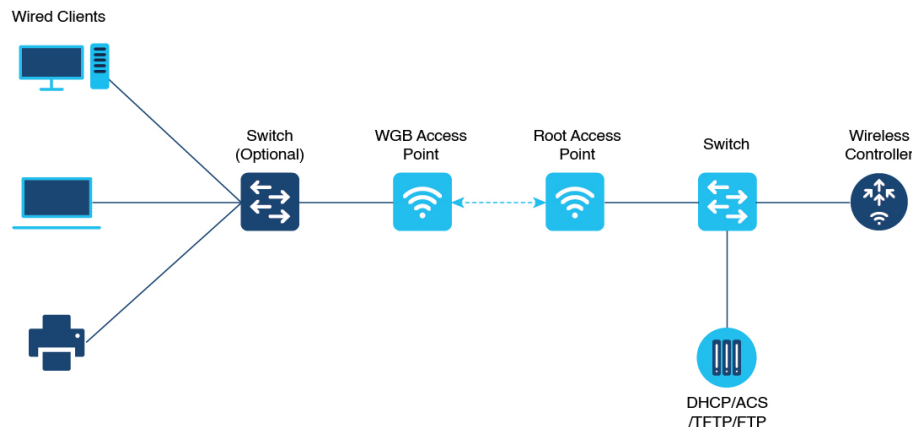 Wired Clients
Switch
(Optional)
WGB Access
Point
Root Access
Point
Switch
Wireless
Controller
DHCP/ACS
/TFTP/FTP